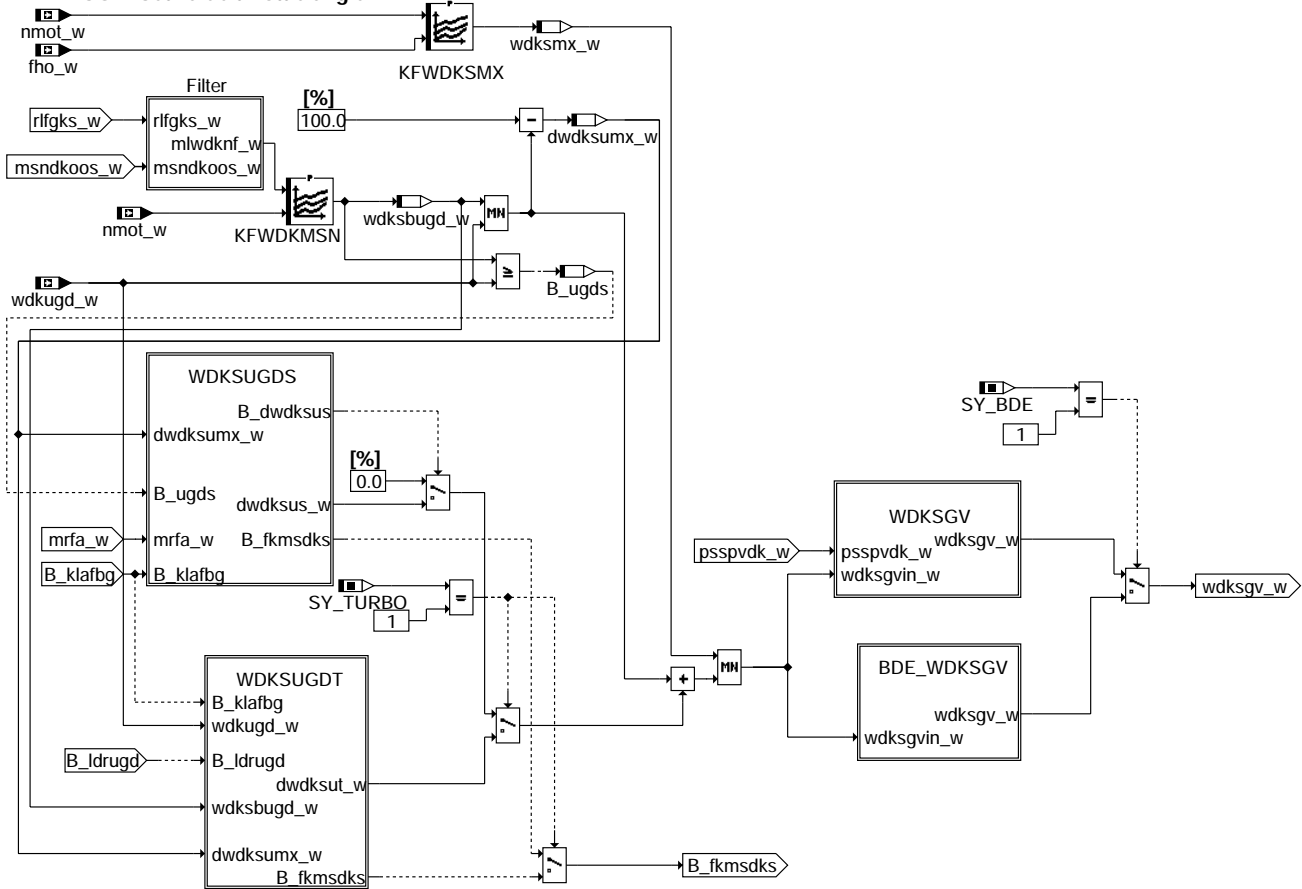 nmot_w
fho_w
KFWDKSMX
wdksmx_w
Filter
rlfgks_w
rlfgks_w
mlwdknf_w
msndkoos_w
msndkoos_w
[%]
100.0
-
dwdksumx_w
nmot_w
KFWDKMSN
wdksbugd_w
MN
wdkugd_w
≥
B_ugds
WDKSUGDS
B_dwdksus
dwdksumx_w
[%]
0.0
B_ugds
dwdksus_w
mrfa_w
mrfa_w
B_fkmsdks
B_klafbg
B_klafbg
SY_TURBO
=
1
WDKSUGDT
B_klafbg
wdkugd_w
B_ldrugd
B_ldrugd
dwdksut_w
wdksbugd_w
dwdksumx_w
B_fkmsdks
B_fkmsdks
+
MN
SY_BDE
=
1
WDKSGV
wdksgv_w
psspvdk_w
psspvdk_w
wdksgvin_w
wdksgv_w
BDE_WDKSGV
wdksgv_w
wdksgvin_w